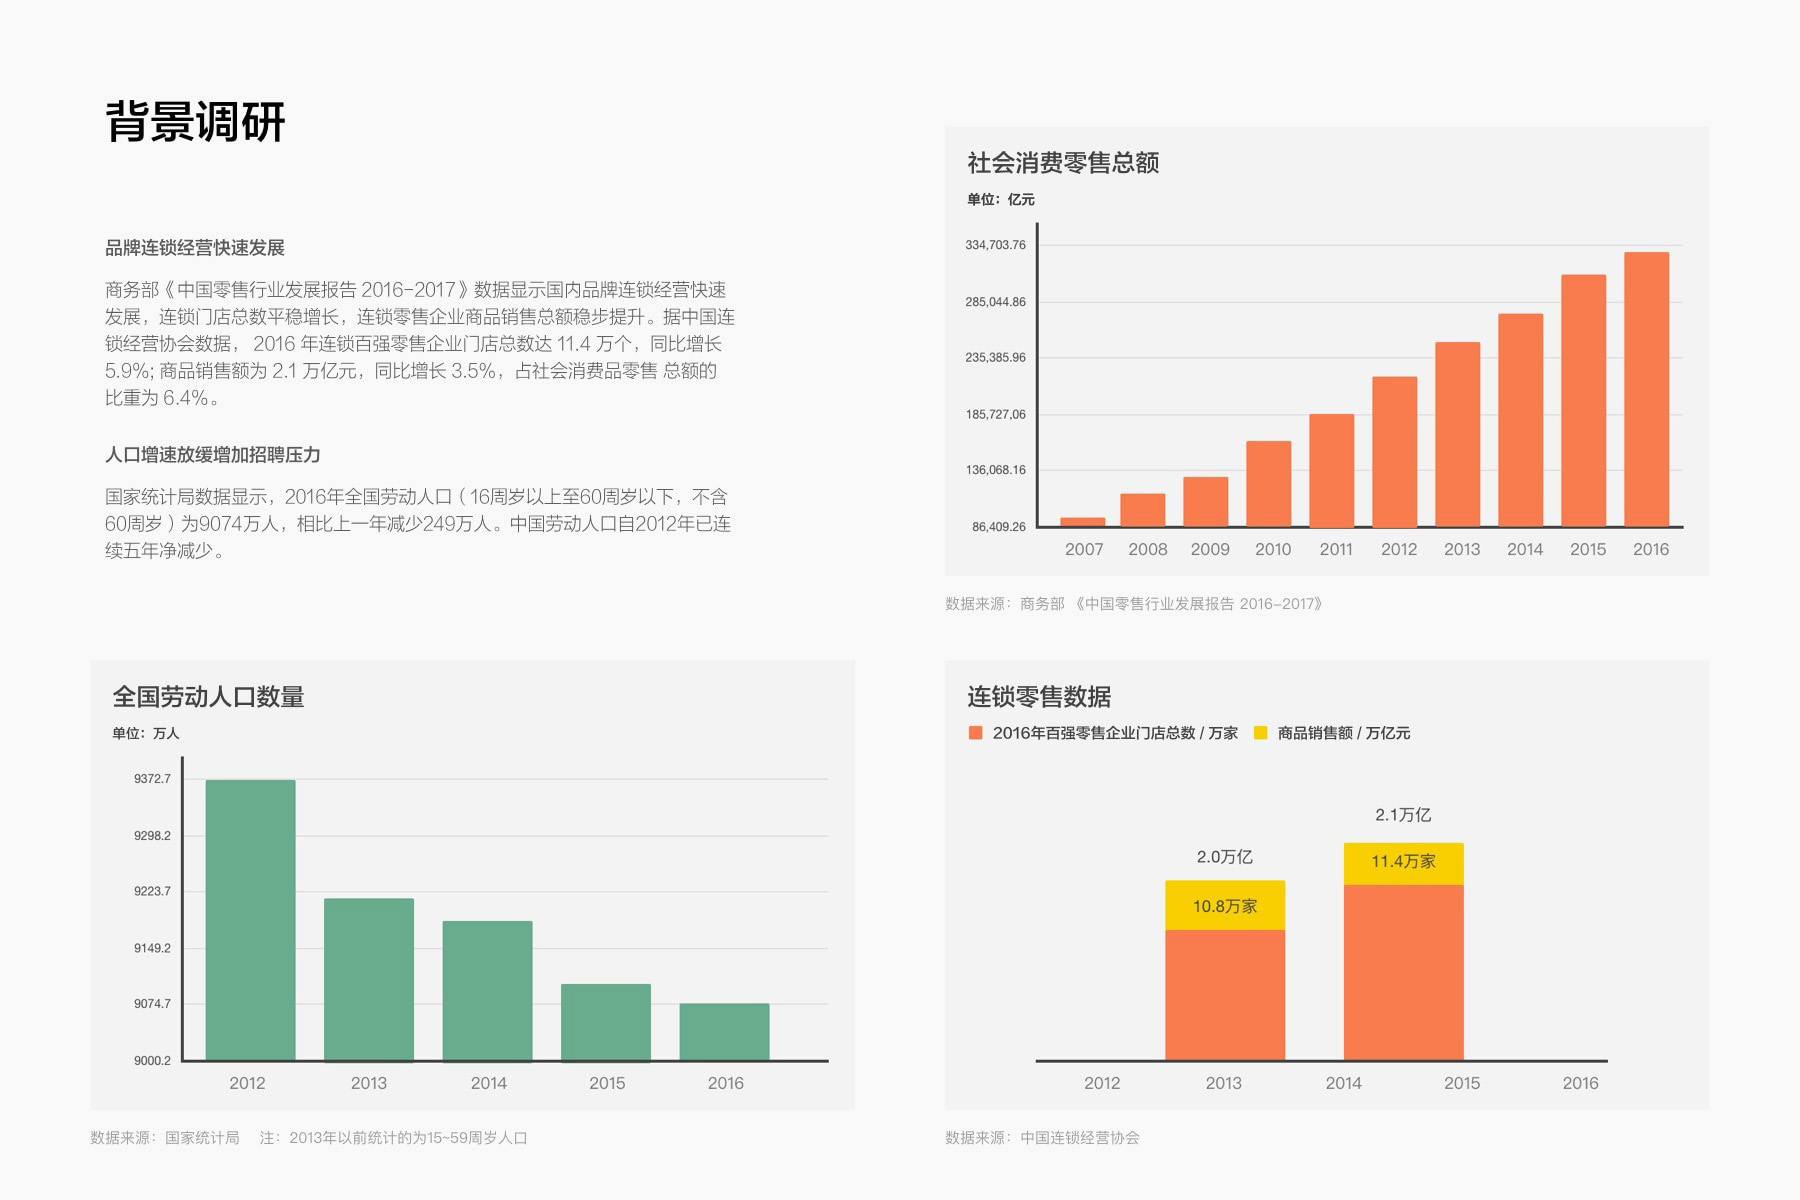 背景调研
品牌连锁经营快速发展
商务部《中国零售行业发展报告 2016-2017》数据显示国内品牌连锁经营快速
发展，连锁门店总数平稳增长，连锁零售企业商品销售总额稳步提升。据中国连
锁经营协会数据， 2016 年连锁百强零售企业门店总数达 11.4 万个，同比增长
5.9%; 商品销售额为 2.1 万亿元，同比增长 3.5%，占社会消费品零售 总额的
比重为 6.4%。
人口增速放缓增加招聘压力
国家统计局数据显示，2016年全国劳动人口（16周岁以上至60周岁以下，不含
60周岁）为9074万人，相比上一年减少249万人。中国劳动人口自2012年已连
续五年净减少。
社会消费零售总额
单位：亿元
334,703.76
285,044.86
235,385.96
185,727,06
136,068.16
86,409.26
2007 2008 2009 2010 2011 2012 2013 2014 2015 2016
数据来源：商务部 《中国零售行业发展报告 2016-2017》
全国劳动人口数量
单位：万人
9372.7
9298.2
9223.7
9149.2
9074.7
9000.2
2012 2013 2014 2015 2016
数据来源：国家统计局 注：2013年以前统计的为15~59周岁人口
连锁零售数据
2016年百强零售企业门店总数 / 万家 商品销售额 / 万亿元
2.1万亿
2.0万亿
11.4万家
10.8万家
2012 2013 2014 2015 2016
数据来源：中国连锁经营协会